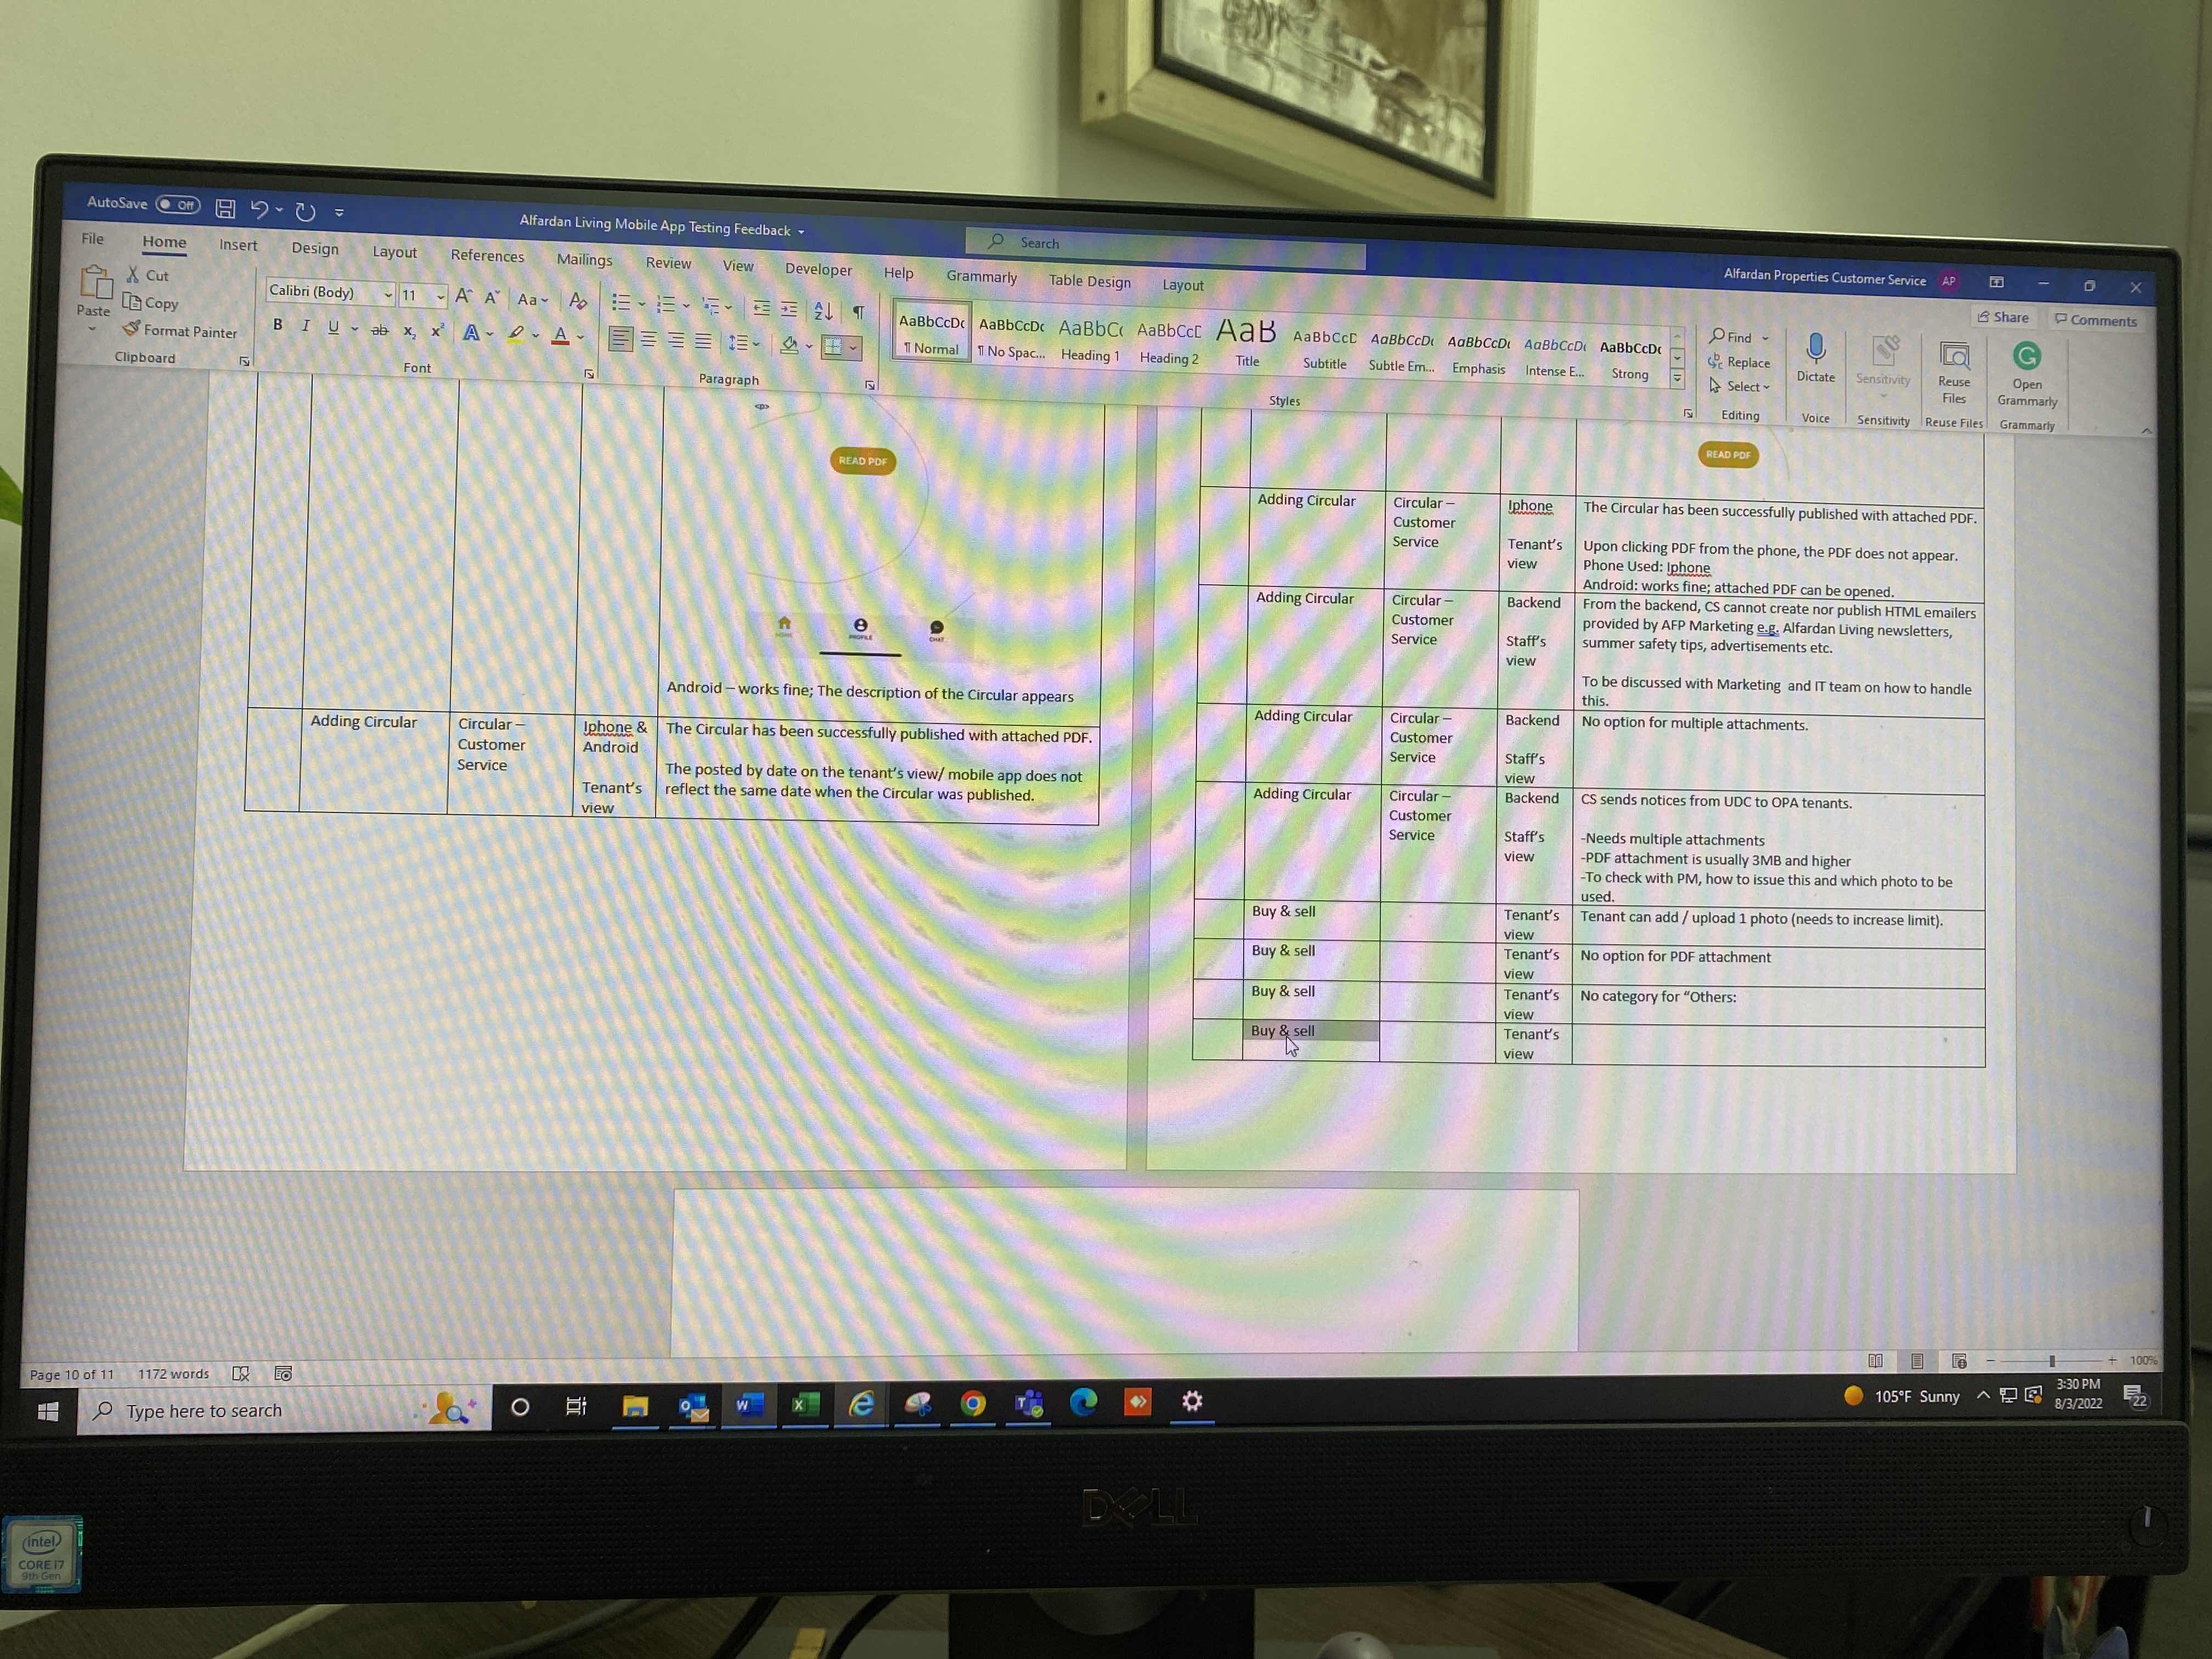 AutoSave Off
Alfardan Living Mobile App Testing Feedback
Search
Alfardan Properties Customer Service AP
File Home Insert Design Layout References Mailings Review View Developer Help Grammarly Table Design Layout
Share Comments
Paste
Cut
Copy
Format Painter
Clipboard
Calibri (Body) 11
Font
Paragraph
AaBbCcDc
¶ Normal
AaBbCcDc
¶ No Spac...
AaBbCc
Heading 1
AaBbCcD
Heading 2
AaB
Title
AaBbCcD
Subtitle
AaBbCcDc
Subtle Em...
AaBbCcDc
Emphasis
AaBbCcDc
Intense E...
AaBbCcDc
Strong
Styles
Find
Replace
Select
Editing
Dictate
Voice
Sensitivity
Sensitivity
Reuse
Files
Reuse Files
Open
Grammarly
Grammarly
<p>
READ PDF
HOME PROFILE CHAT
Android – works fine; The description of the Circular appears
Adding Circular
Circular –
Customer
Service
Iphone &
Android
Tenant's
view
The Circular has been successfully published with attached PDF.
The posted by date on the tenant's view/ mobile app does not
reflect the same date when the Circular was published.
READ PDF
Adding Circular
Circular –
Customer
Service
Iphone
Tenant's
view
The Circular has been successfully published with attached PDF.
Upon clicking PDF from the phone, the PDF does not appear.
Phone Used: Iphone
Android: works fine; attached PDF can be opened.
Adding Circular
Circular –
Customer
Service
Backend
Staff's
view
From the backend, CS cannot create nor publish HTML emailers
provided by AFP Marketing e.g. Alfardan Living newsletters,
summer safety tips, advertisements etc.
To be discussed with Marketing and IT team on how to handle
this.
Adding Circular
Circular –
Customer
Service
Backend
Staff's
view
No option for multiple attachments.
Adding Circular
Circular –
Customer
Service
Backend
Staff's
view
CS sends notices from UDC to OPA tenants.
-Needs multiple attachments
-PDF attachment is usually 3MB and higher
-To check with PM, how to issue this and which photo to be
used.
Buy & sell
Tenant's
view
Tenant can add / upload 1 photo (needs to increase limit).
Buy & sell
Tenant's
view
No option for PDF attachment
Buy & sell
Tenant's
view
No category for "Others:
Buy & sell
Tenant's
view
Page 10 of 11 1172 words
100%
Type here to search
105°F Sunny
3:30 PM
8/3/2022
22
DELL
intel
CORE i7
9th Gen